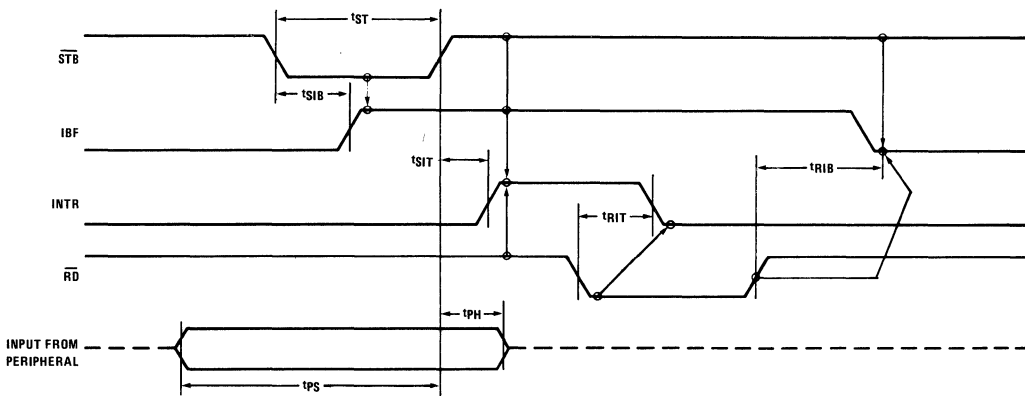 tST
STB
tSIB
IBF
tSIT
tRIB
INTR
tRIT
RD
tPH
INPUT FROM
PERIPHERAL
tPS